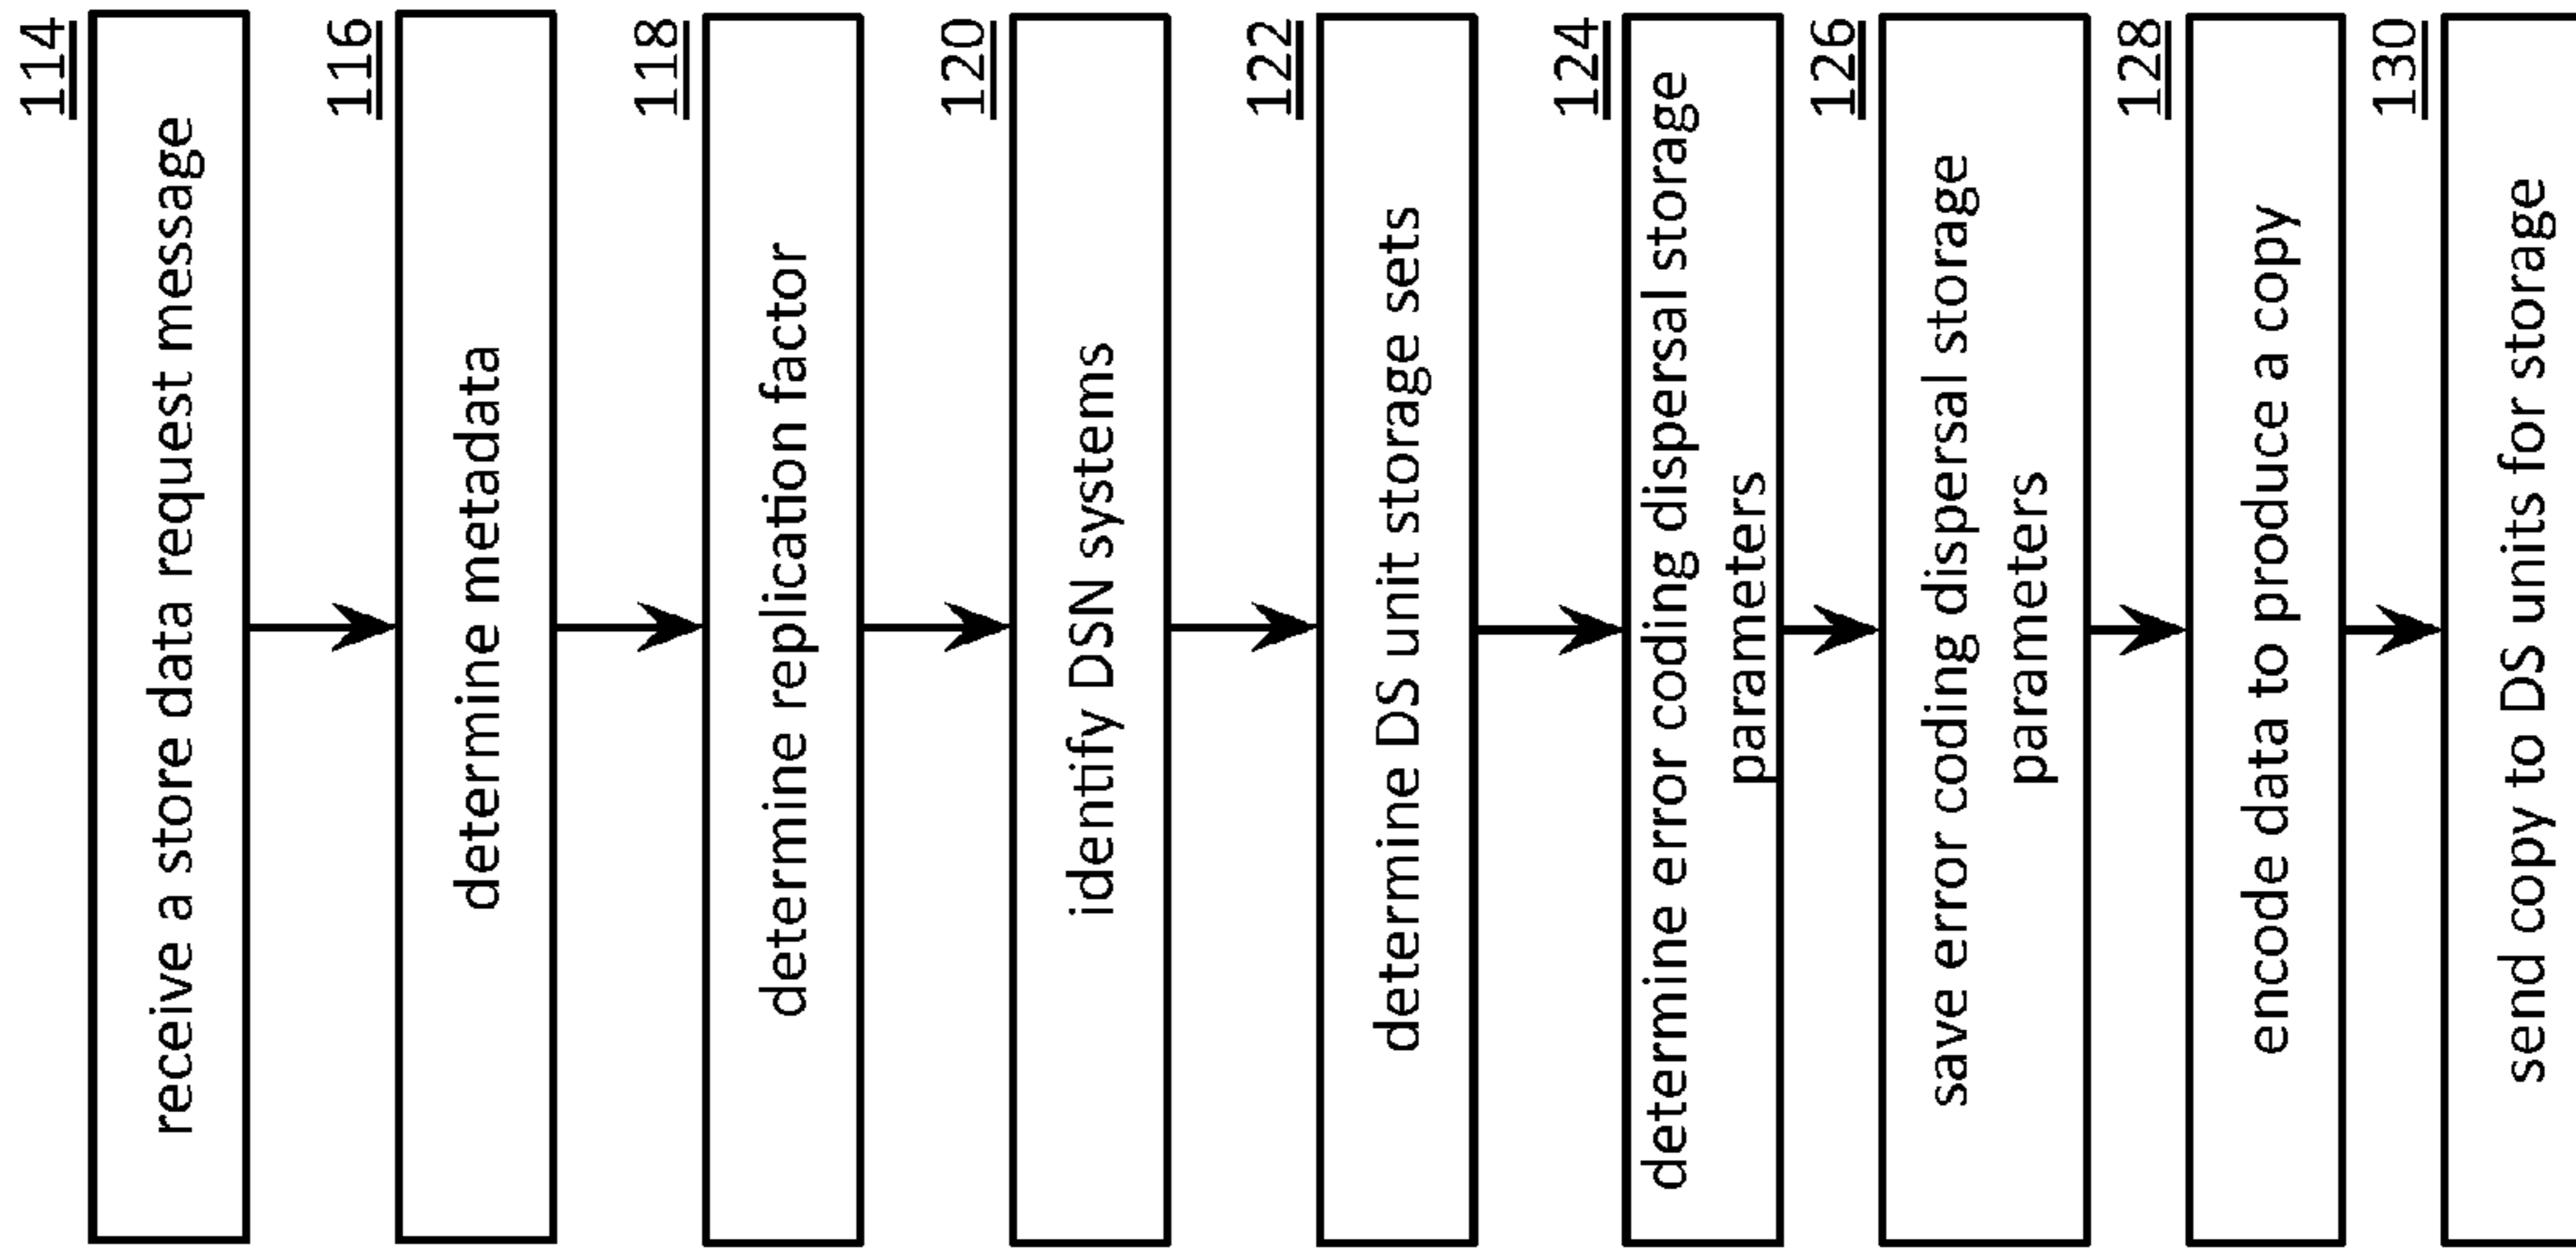 114
receive a store data request message
116
determine metadata
118
determine replication factor
120
identify DSN systems
122
determine DS unit storage sets
124
determine error coding dispersal storage
parameters
126
save error coding dispersal storage
parameters
128
encode data to produce a copy
130
send copy to DS units for storage